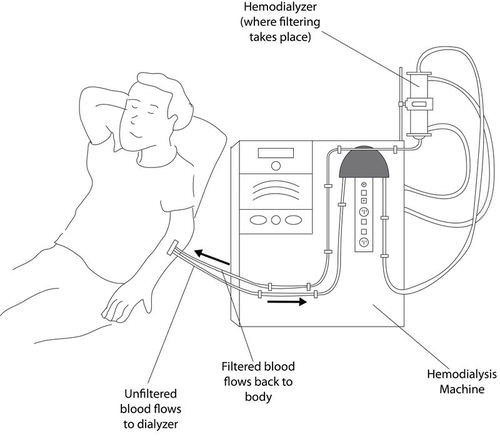 Hemodialyzer
(where filtering
takes place)
Filtered blood
flows back to
body
Unfiltered
blood flows
to dialyzer
Hemodialysis
Machine